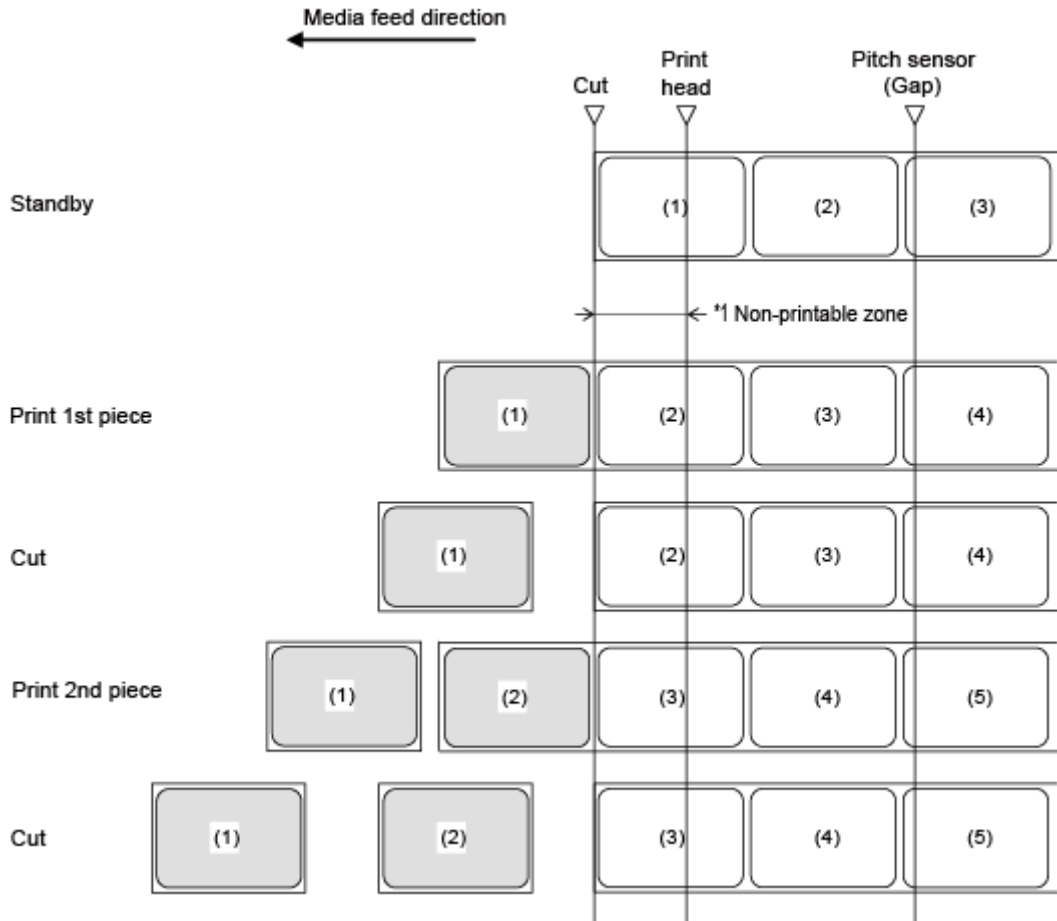 Media feed direction
Cut
Print
head
Pitch sensor
(Gap)
Standby
(1)
(2)
(3)
*1 Non-printable zone
Print 1st piece
(1)
(2)
(3)
(4)
Cut
(1)
(2)
(3)
(4)
Print 2nd piece
(1)
(2)
(3)
(4)
(5)
Cut
(1)
(2)
(3)
(4)
(5)